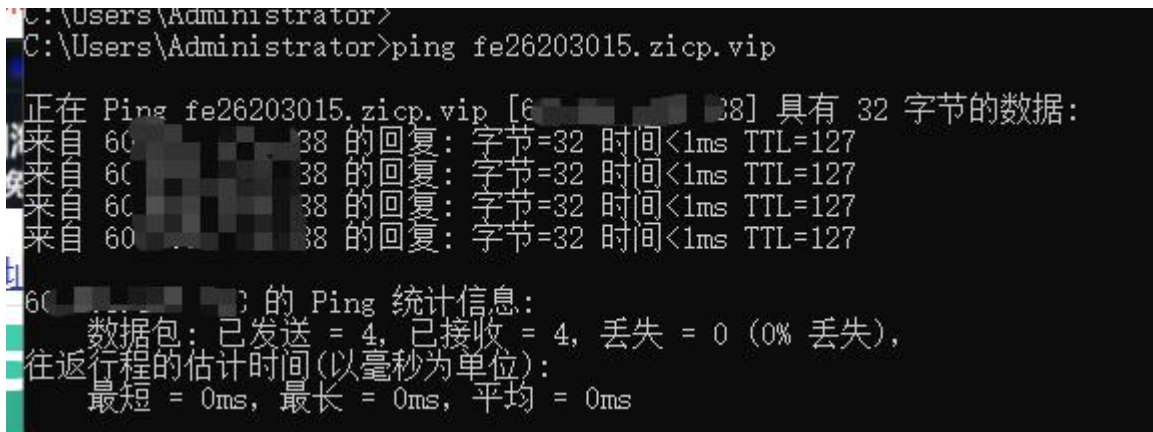 C:\Users\Administrator>
C:\Users\Administrator>ping fe26203015.zicp.vip
正在 Ping fe26203015.zicp.vip [6 38] 具有 32 字节的数据:
来自 60 38 的回复: 字节=32 时间<1ms TTL=127
来自 60 38 的回复: 字节=32 时间<1ms TTL=127
来自 60 38 的回复: 字节=32 时间<1ms TTL=127
来自 60 38 的回复: 字节=32 时间<1ms TTL=127
60 的 Ping 统计信息:
数据包: 已发送 = 4, 已接收 = 4, 丢失 = 0 (0% 丢失),
往返行程的估计时间(以毫秒为单位):
最短 = 0ms, 最长 = 0ms, 平均 = 0ms